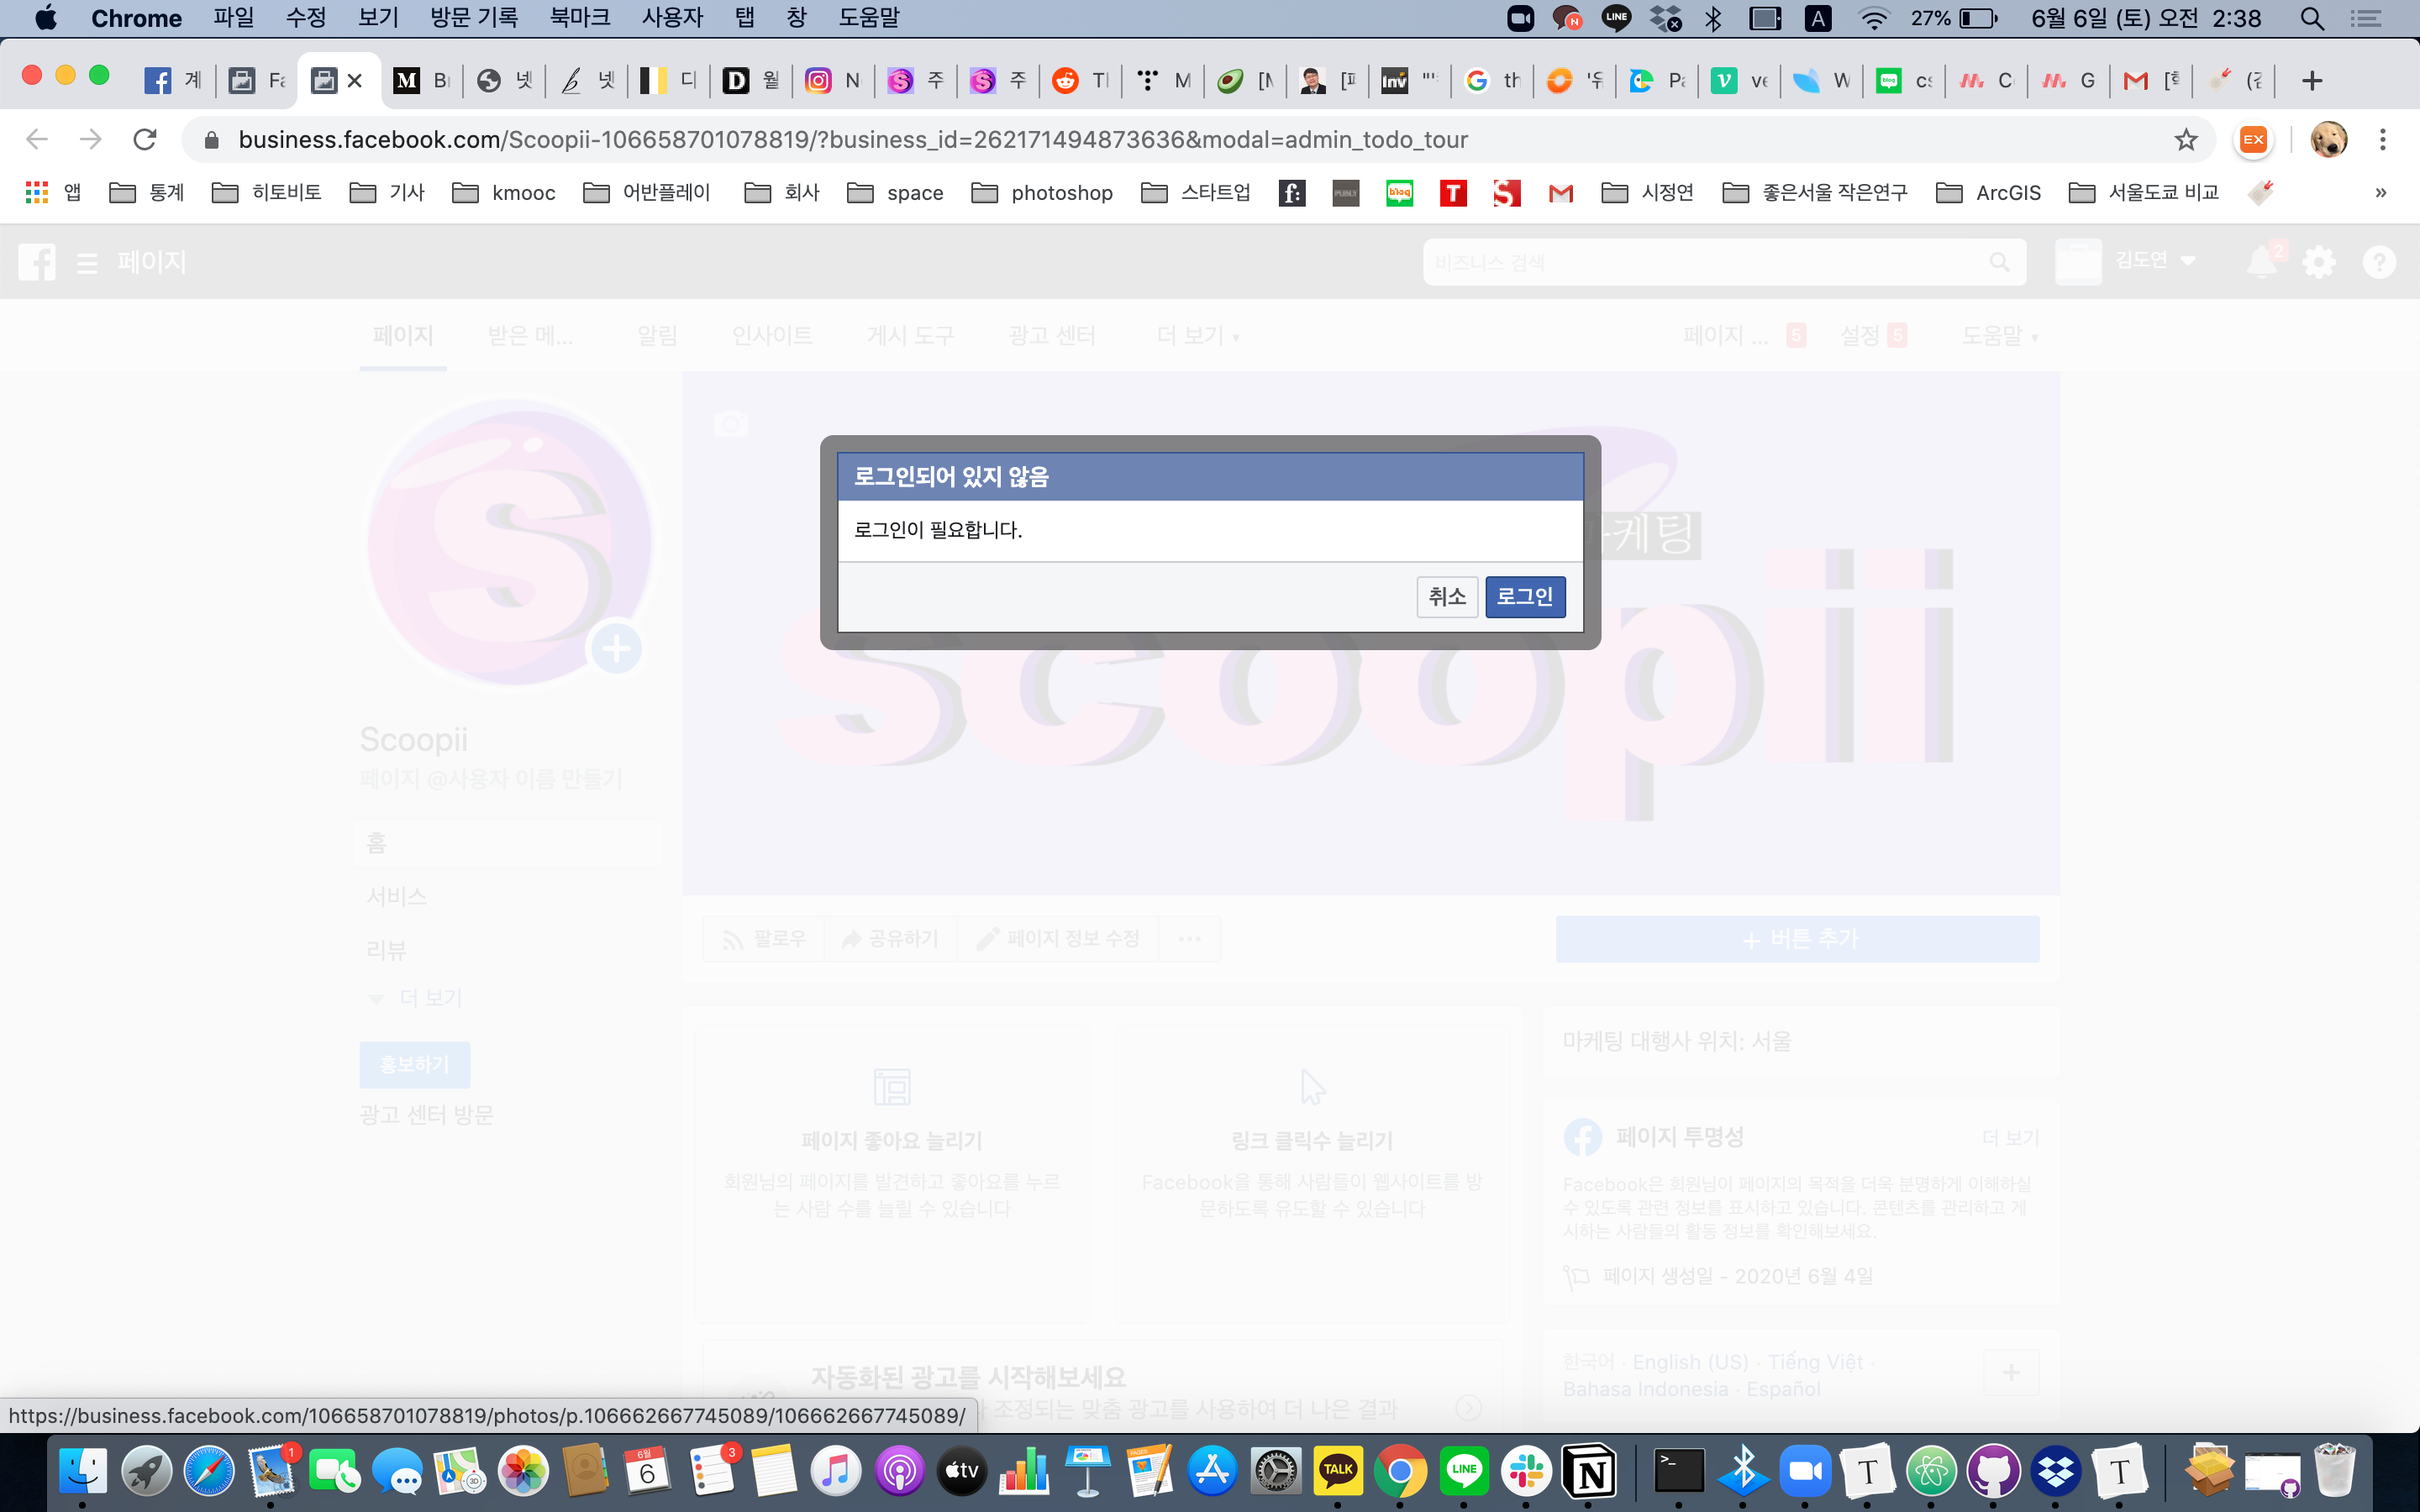 Chrome 파일 수정 보기 방문 기록 북마크 사용자 탭 창 도움말 LINE A 27% 6월 6일 (토) 오전 2:38
business.facebook.com/Scoopii-106658701078819/?business_id=262171494873636&modal=admin_todo_tour EX
앱 통계 히토비토 기사 kmooc 어반플레이 회사 space photoshop 스타트업 시정연 좋은서울 작은연구 ArcGIS 서울도쿄 비교 »
페이지 비즈니스 검색 김도연 2
페이지 받은 메... 알림 인사이트 게시 도구 광고 센터 더 보기 페이지 ... 5 설정 5 도움말
로그인되어 있지 않음
로그인이 필요합니다.
취소 로그인
마케팅
scoopii
S
Scoopii
페이지 @사용자 이름 만들기
홈
서비스
리뷰
더 보기
홍보하기
광고 센터 방문
팔로우 공유하기 페이지 정보 수정 ...
+ 버튼 추가
페이지 좋아요 늘리기
회원님의 페이지를 발견하고 좋아요를 누르
는 사람 수를 늘릴 수 있습니다
링크 클릭수 늘리기
Facebook을 통해 사람들이 웹사이트를 방
문하도록 유도할 수 있습니다
마케팅 대행사 위치: 서울
페이지 투명성 더 보기
Facebook은 회원님이 페이지의 목적을 더욱 분명하게 이해하실
수 있도록 관련 정보를 표시하고 있습니다. 콘텐츠를 관리하고 게
시하는 사람들의 활동 정보를 확인해보세요.
페이지 생성일 - 2020년 6월 4일
한국어 · English (US) · Tiếng Việt ·
Bahasa Indonesia · Español
자동화된 광고를 시작해보세요
조정되는 맞춤 광고를 사용하여 더 나은 결과
https://business.facebook.com/106658701078819/photos/p.106662667745089/106662667745089/
1 6월 6 3 tv TALK LINE N T T